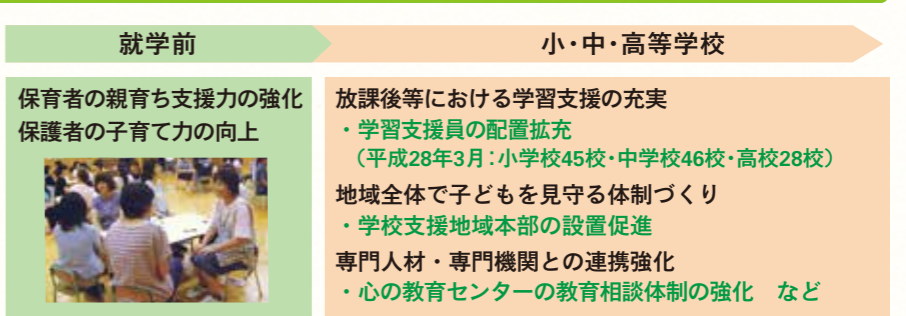 就学前
小・中・高等学校
保育者の親育ち支援力の強化
保護者の子育て力の向上
放課後等における学習支援の充実
・学習支援員の配置拡充
（平成28年3月：小学校45校・中学校46校・高校28校）
地域全体で子どもを見守る体制づくり
・学校支援地域本部の設置促進
専門人材・専門機関との連携強化
・心の教育センターの教育相談体制の強化　など